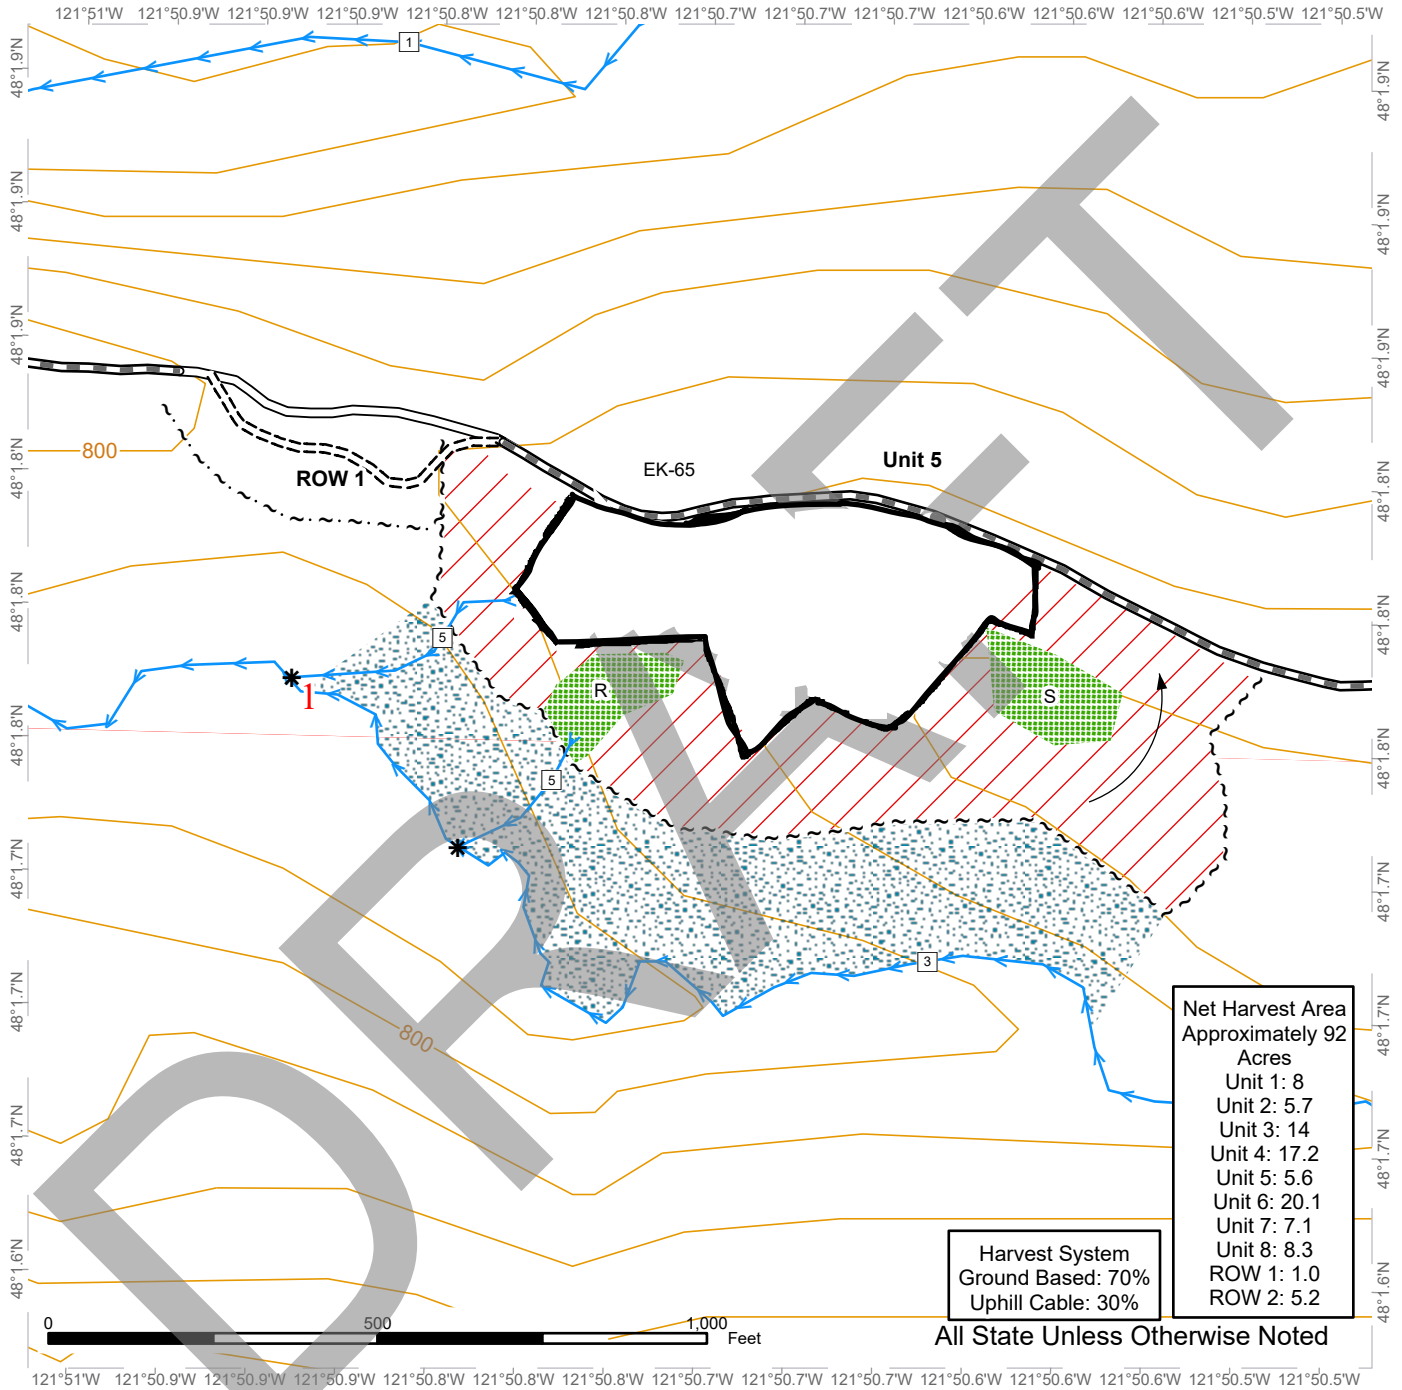 121°51'W 121°50.9'W 121°50.9'W 121°50.9'W 121°50.8'W 121°50.8'W 121°50.8'W 121°50.7'W 121°50.7'W 121°50.7'W 121°50.6'W 121°50.6'W 121°50.6'W 121°50.5'W 121°50.5'W
1
48°1.9'N 48°1.9'N
48°1.9'N 48°1.9'N
48°1.9'N 48°1.9'N
800
ROW 1
EK-65
Unit 5
48°1.8'N 48°1.8'N
48°1.8'N 48°1.8'N
5
R
S
1
48°1.8'N 48°1.8'N
5
48°1.7'N 48°1.7'N
3
48°1.7'N 48°1.7'N
800
48°1.7'N 48°1.7'N
48°1.6'N 48°1.6'N
DRAFT
Net Harvest Area
Approximately 92
Acres
Unit 1: 8
Unit 2: 5.7
Unit 3: 14
Unit 4: 17.2
Unit 5: 5.6
Unit 6: 20.1
Unit 7: 7.1
Unit 8: 8.3
ROW 1: 1.0
ROW 2: 5.2
Harvest System
Ground Based: 70%
Uphill Cable: 30%
0 500 1,000
Feet
All State Unless Otherwise Noted
121°51'W 121°50.9'W 121°50.9'W 121°50.9'W 121°50.8'W 121°50.8'W 121°50.8'W 121°50.7'W 121°50.7'W 121°50.7'W 121°50.6'W 121°50.6'W 121°50.6'W 121°50.5'W 121°50.5'W